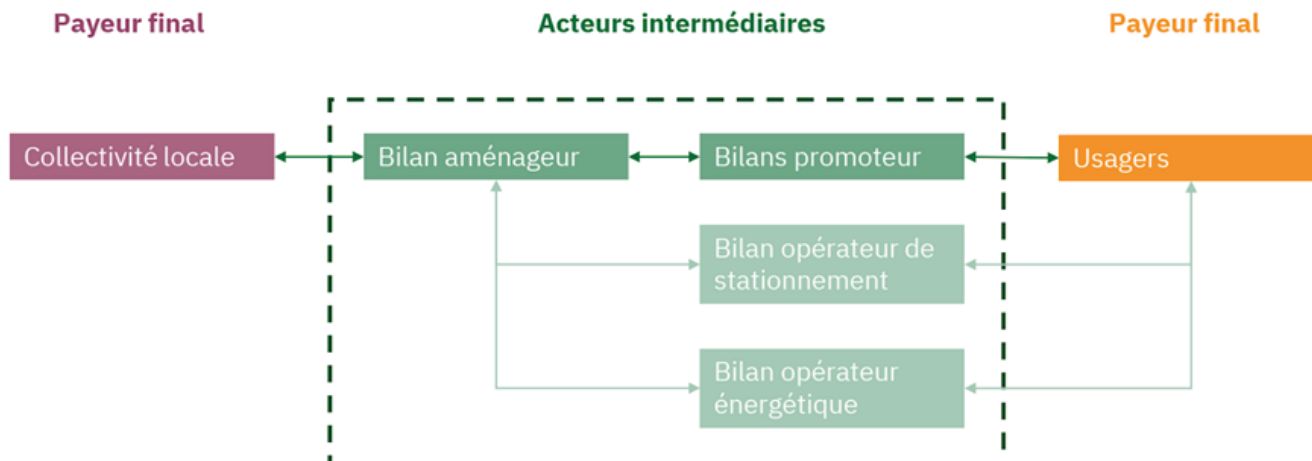 Payeur final
Acteurs intermédiaires
Payeur final
Collectivité locale
Bilan aménageur
Bilans promoteur
Usagers
Bilan opérateur de
stationnement
Bilan opérateur
énergétique